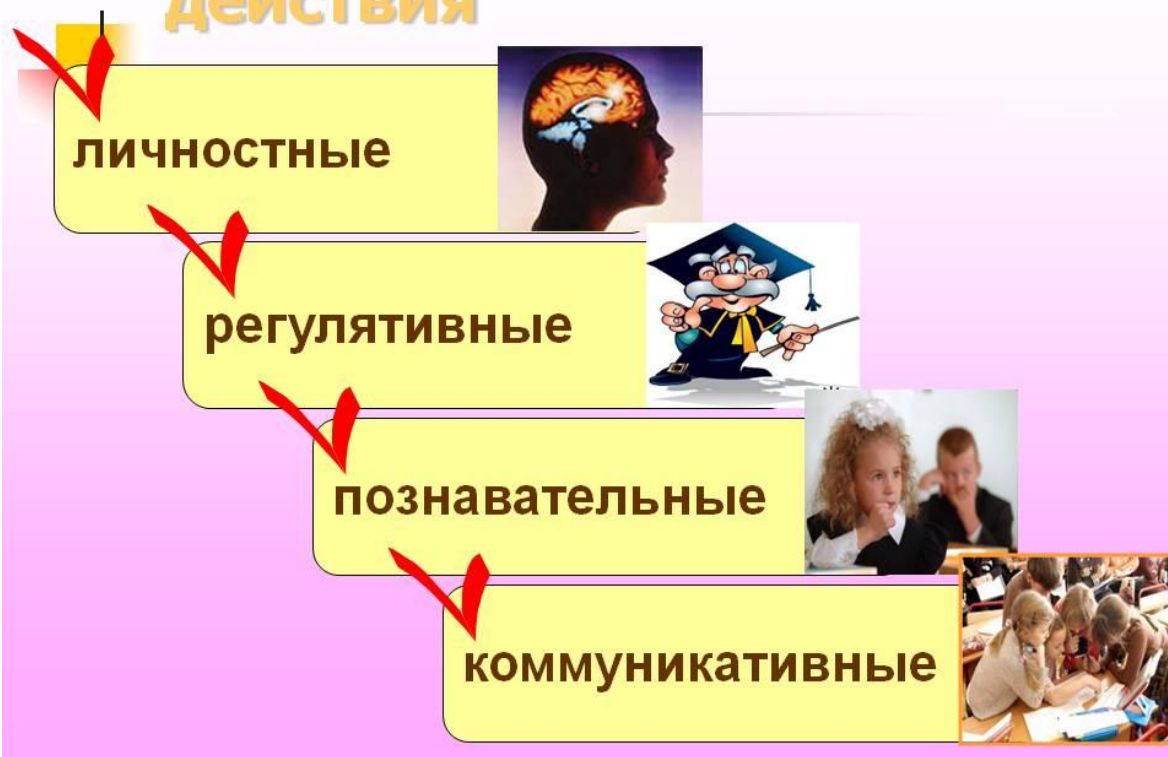 действия
личностные
регулятивные
познавательные
коммуникативные